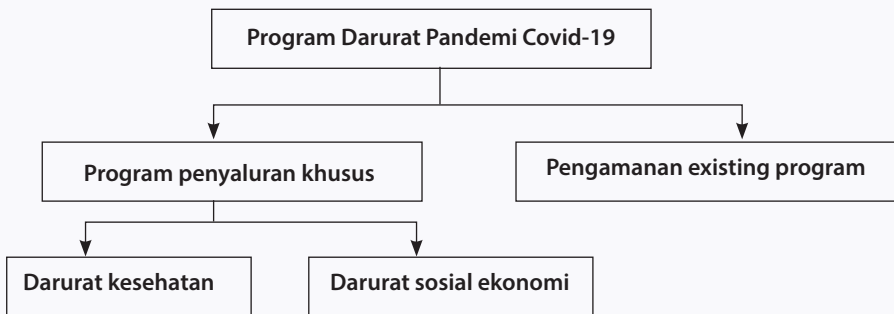 Program Darurat Pandemi Covid-19
Program penyaluran khusus
Pengamanan existing program
Darurat kesehatan
Darurat sosial ekonomi